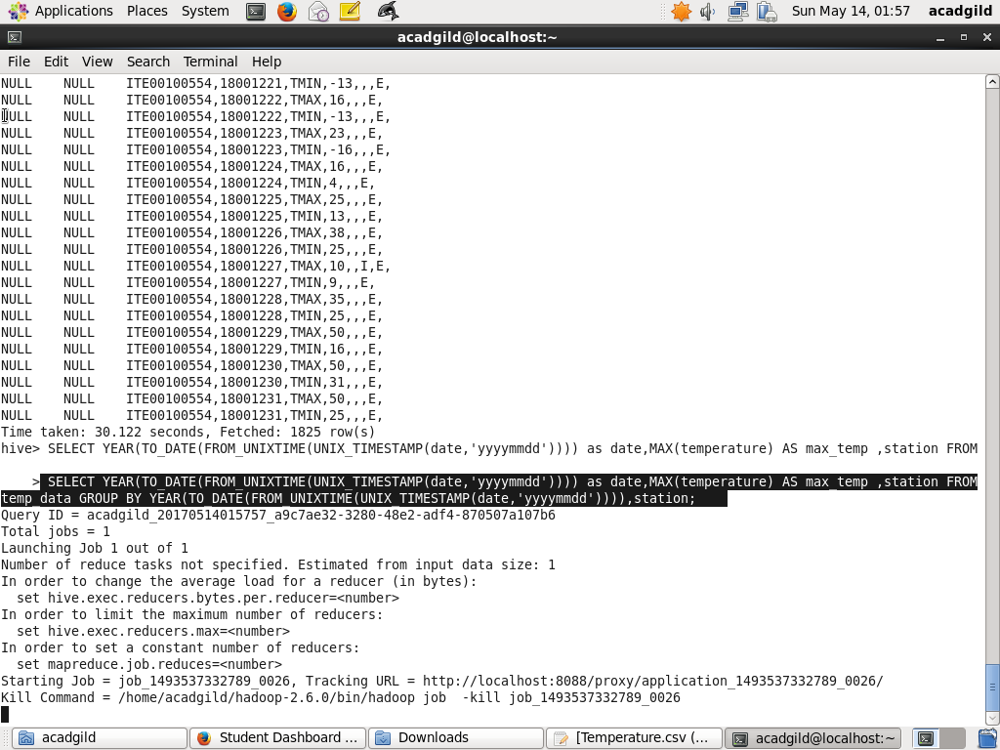 Applications Places System Sun May 14, 01:57 acadgild
acadgild@localhost:~
File Edit View Search Terminal Help
NULL    NULL    ITE00100554,18001221,TMIN,-13,,,E,
NULL    NULL    ITE00100554,18001222,TMAX,16,,,E,
NULL    NULL    ITE00100554,18001222,TMIN,-13,,,E,
NULL    NULL    ITE00100554,18001223,TMAX,23,,,E,
NULL    NULL    ITE00100554,18001223,TMIN,-16,,,E,
NULL    NULL    ITE00100554,18001224,TMAX,16,,,E,
NULL    NULL    ITE00100554,18001224,TMIN,4,,,E,
NULL    NULL    ITE00100554,18001225,TMAX,25,,,E,
NULL    NULL    ITE00100554,18001225,TMIN,13,,,E,
NULL    NULL    ITE00100554,18001226,TMAX,38,,,E,
NULL    NULL    ITE00100554,18001226,TMIN,25,,,E,
NULL    NULL    ITE00100554,18001227,TMAX,10,,I,E,
NULL    NULL    ITE00100554,18001227,TMIN,9,,,E,
NULL    NULL    ITE00100554,18001228,TMAX,35,,,E,
NULL    NULL    ITE00100554,18001228,TMIN,25,,,E,
NULL    NULL    ITE00100554,18001229,TMAX,50,,,E,
NULL    NULL    ITE00100554,18001229,TMIN,16,,,E,
NULL    NULL    ITE00100554,18001230,TMAX,50,,,E,
NULL    NULL    ITE00100554,18001230,TMIN,31,,,E,
NULL    NULL    ITE00100554,18001231,TMAX,50,,,E,
NULL    NULL    ITE00100554,18001231,TMIN,25,,,E,
Time taken: 30.122 seconds, Fetched: 1825 row(s)
hive> SELECT YEAR(TO_DATE(FROM_UNIXTIME(UNIX_TIMESTAMP(date,'yyyymmdd')))) as date,MAX(temperature) AS max_temp ,station FROM
    > SELECT YEAR(TO_DATE(FROM_UNIXTIME(UNIX_TIMESTAMP(date,'yyyymmdd')))) as date,MAX(temperature) AS max_temp ,station FROM
temp_data GROUP BY YEAR(TO_DATE(FROM_UNIXTIME(UNIX_TIMESTAMP(date,'yyyymmdd')))),station;
Query ID = acadgild_20170514015757_a9c7ae32-3280-48e2-adf4-870507a107b6
Total jobs = 1
Launching Job 1 out of 1
Number of reduce tasks not specified. Estimated from input data size: 1
In order to change the average load for a reducer (in bytes):
  set hive.exec.reducers.bytes.per.reducer=<number>
In order to limit the maximum number of reducers:
  set hive.exec.reducers.max=<number>
In order to set a constant number of reducers:
  set mapreduce.job.reduces=<number>
Starting Job = job_1493537332789_0026, Tracking URL = http://localhost:8088/proxy/application_1493537332789_0026/
Kill Command = /home/acadgild/hadoop-2.6.0/bin/hadoop job  -kill job_1493537332789_0026
acadgild Student Dashboard ... Downloads [Temperature.csv (... acadgild@localhost:~